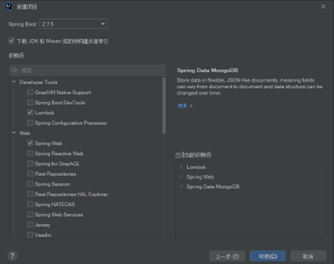 新建项目
Spring Boot: 2.7.5
下载 JDK 和 Maven 库的预构建共享索引
依赖项:
搜索
Developer Tools
GraalVM Native Support
Spring Boot DevTools
Lombok
Spring Configuration Processor
Web
Spring Web
Spring Reactive Web
Spring for GraphQL
Rest Repositories
Spring Session
Rest Repositories HAL Explorer
Spring HATEOAS
Spring Web Services
Jersey
Vaadin
Spring Data MongoDB
Store data in flexible, JSON-like documents, meaning fields
can vary from document to document and data structure can be
changed over time.
已添加的依赖项:
Lombok
Spring Web
Spring Data MongoDB
上一步(P)
创建(C)
取消